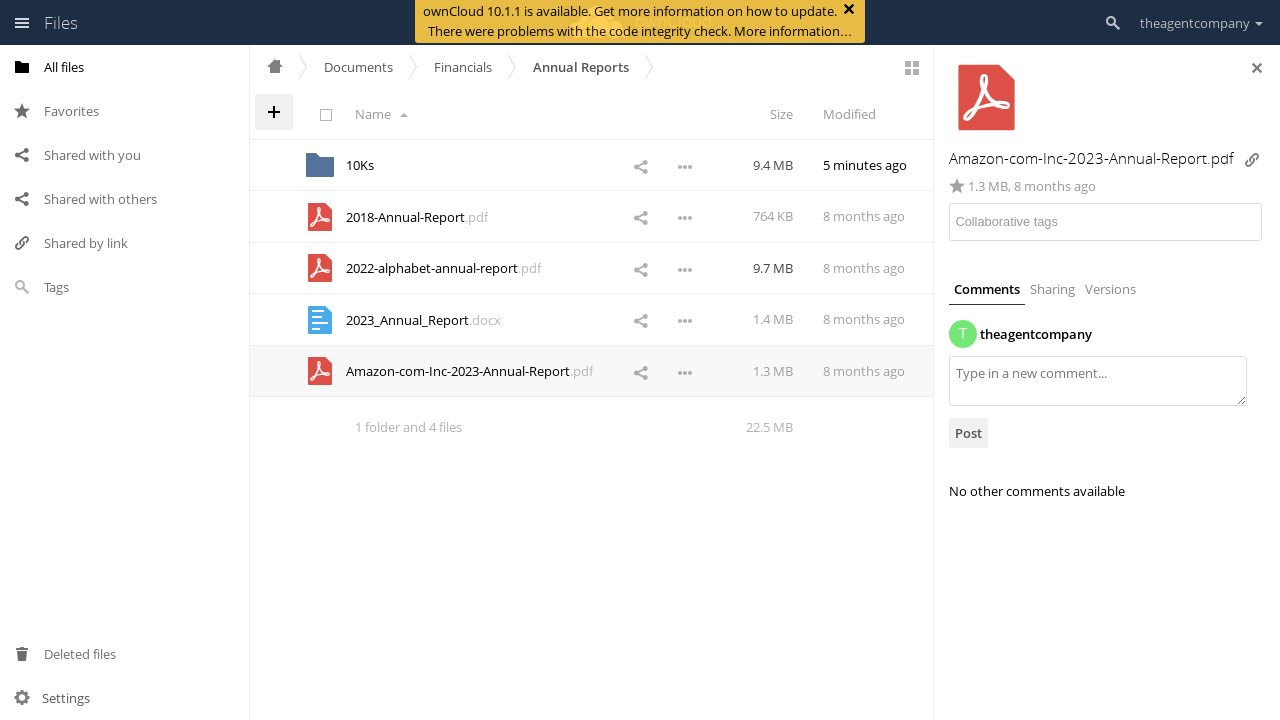 Files
ownCloud 10.1.1 is available. Get more information on how to update.
There were problems with the code integrity check. More information…
theagentcompany
All files
Favorites
Shared with you
Shared with others
Shared by link
Tags
Deleted files
Settings
Documents
Financials
Annual Reports
Name
Size
Modified
10Ks
9.4 MB
5 minutes ago
2018-Annual-Report.pdf
764 KB
8 months ago
2022-alphabet-annual-report.pdf
9.7 MB
8 months ago
2023_Annual_Report.docx
1.4 MB
8 months ago
Amazon-com-Inc-2023-Annual-Report.pdf
1.3 MB
8 months ago
1 folder and 4 files
22.5 MB
Amazon-com-Inc-2023-Annual-Report.pdf
1.3 MB, 8 months ago
Collaborative tags
Comments
Sharing
Versions
T
theagentcompany
Type in a new comment...
Post
No other comments available